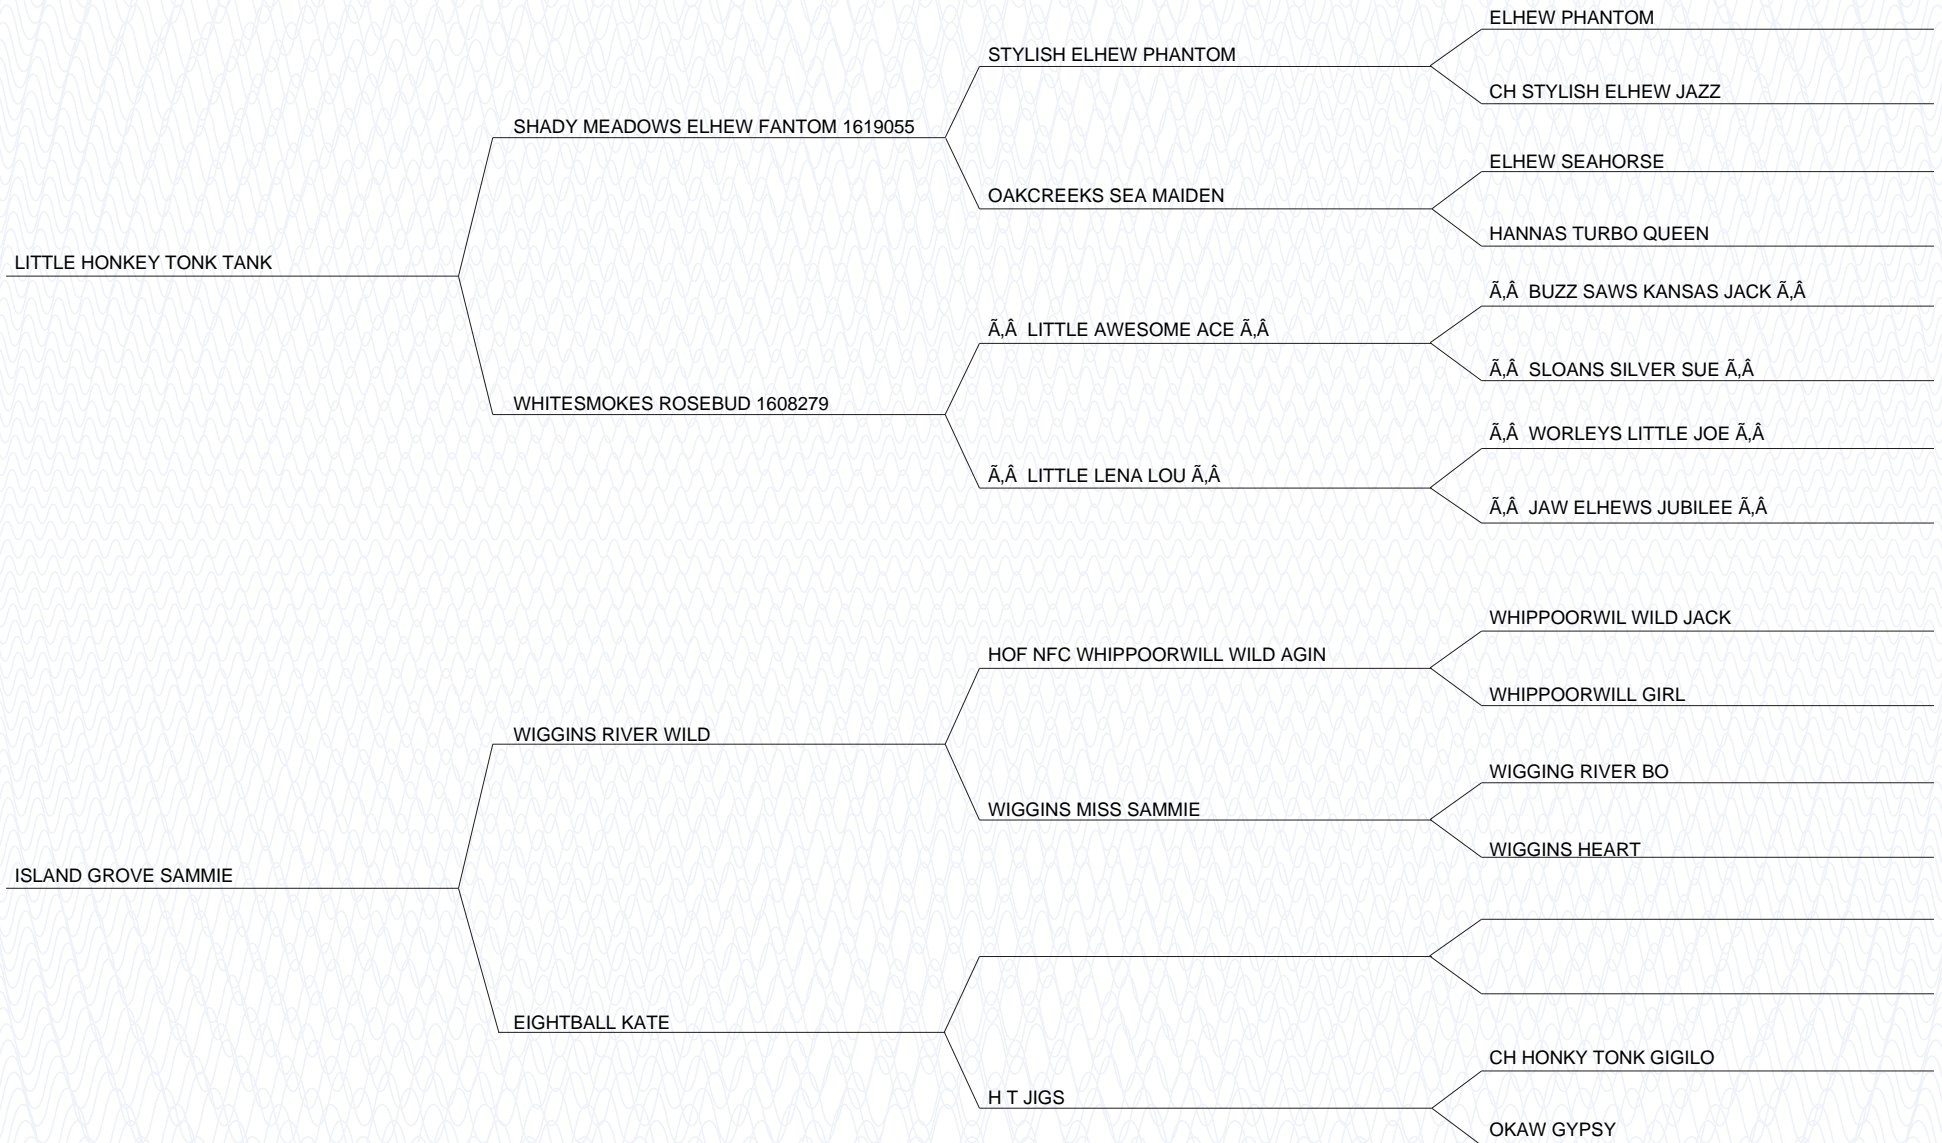 ELHEW PHANTOM
STYLISH ELHEW PHANTOM
CH STYLISH ELHEW JAZZ
SHADY MEADOWS ELHEW FANTOM 1619055
ELHEW SEAHORSE
OAKCREEKS SEA MAIDEN
HANNAS TURBO QUEEN
LITTLE HONKEY TONK TANK
Ã,Â BUZZ SAWS KANSAS JACK Ã,Â
Ã,Â LITTLE AWESOME ACE Ã,Â
Ã,Â SLOANS SILVER SUE Ã,Â
WHITESMOKES ROSEBUD 1608279
Ã,Â WORLEYS LITTLE JOE Ã,Â
Ã,Â LITTLE LENA LOU Ã,Â
Ã,Â JAW ELHEWS JUBILEE Ã,Â
WHIPPOORWIL WILD JACK
HOF NFC WHIPPOORWILL WILD AGIN
WHIPPOORWILL GIRL
WIGGINS RIVER WILD
WIGGING RIVER BO
WIGGINS MISS SAMMIE
WIGGINS HEART
ISLAND GROVE SAMMIE
EIGHTBALL KATE
CH HONKY TONK GIGILO
H T JIGS
OKAW GYPSY